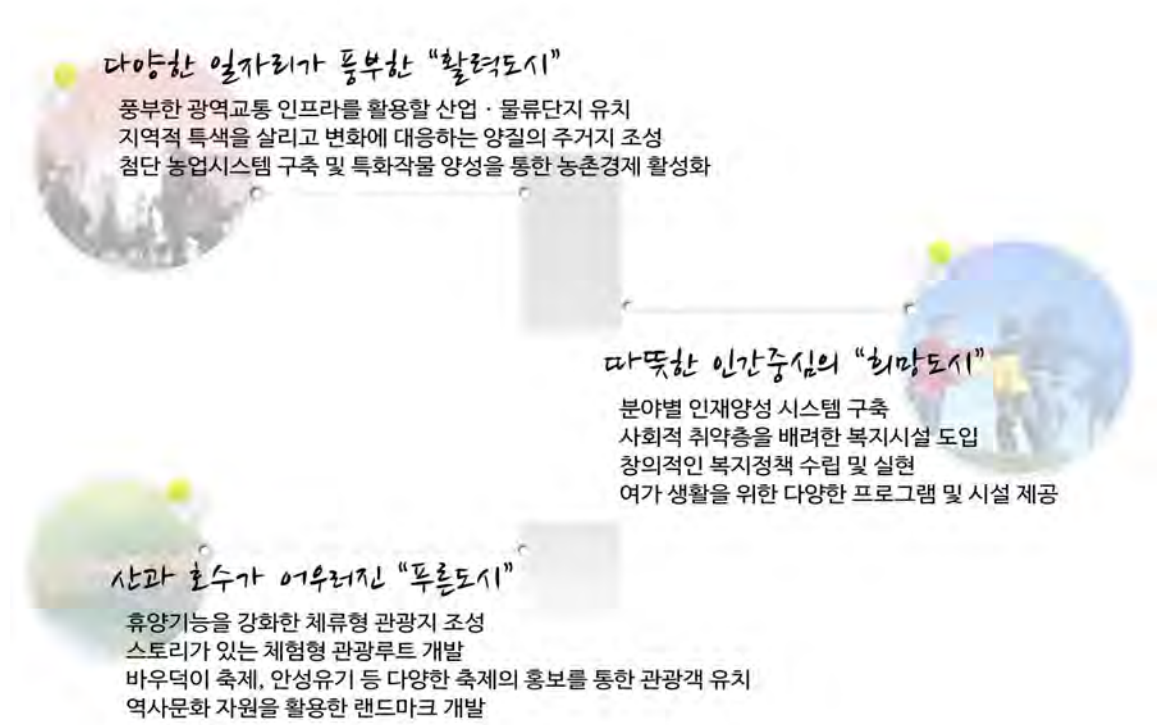 다양한 일자리가 풍부한 “활력도시”
풍부한 광역교통 인프라를 활용할 산업 · 물류단지 유치
지역적 특색을 살리고 변화에 대응하는 양질의 주거지 조성
첨단 농업시스템 구축 및 특화작물 양성을 통한 농촌경제 활성화
따뜻한 인간중심의 “희망도시”
분야별 인재양성 시스템 구축
사회적 취약층을 배려한 복지시설 도입
창의적인 복지정책 수립 및 실현
여가 생활을 위한 다양한 프로그램 및 시설 제공
산과 호수가 어우러진 “푸른도시”
휴양기능을 강화한 체류형 관광지 조성
스토리가 있는 체험형 관광루트 개발
바우덕이 축제, 안성유기 등 다양한 축제의 홍보를 통한 관광객 유치
역사문화 자원을 활용한 랜드마크 개발